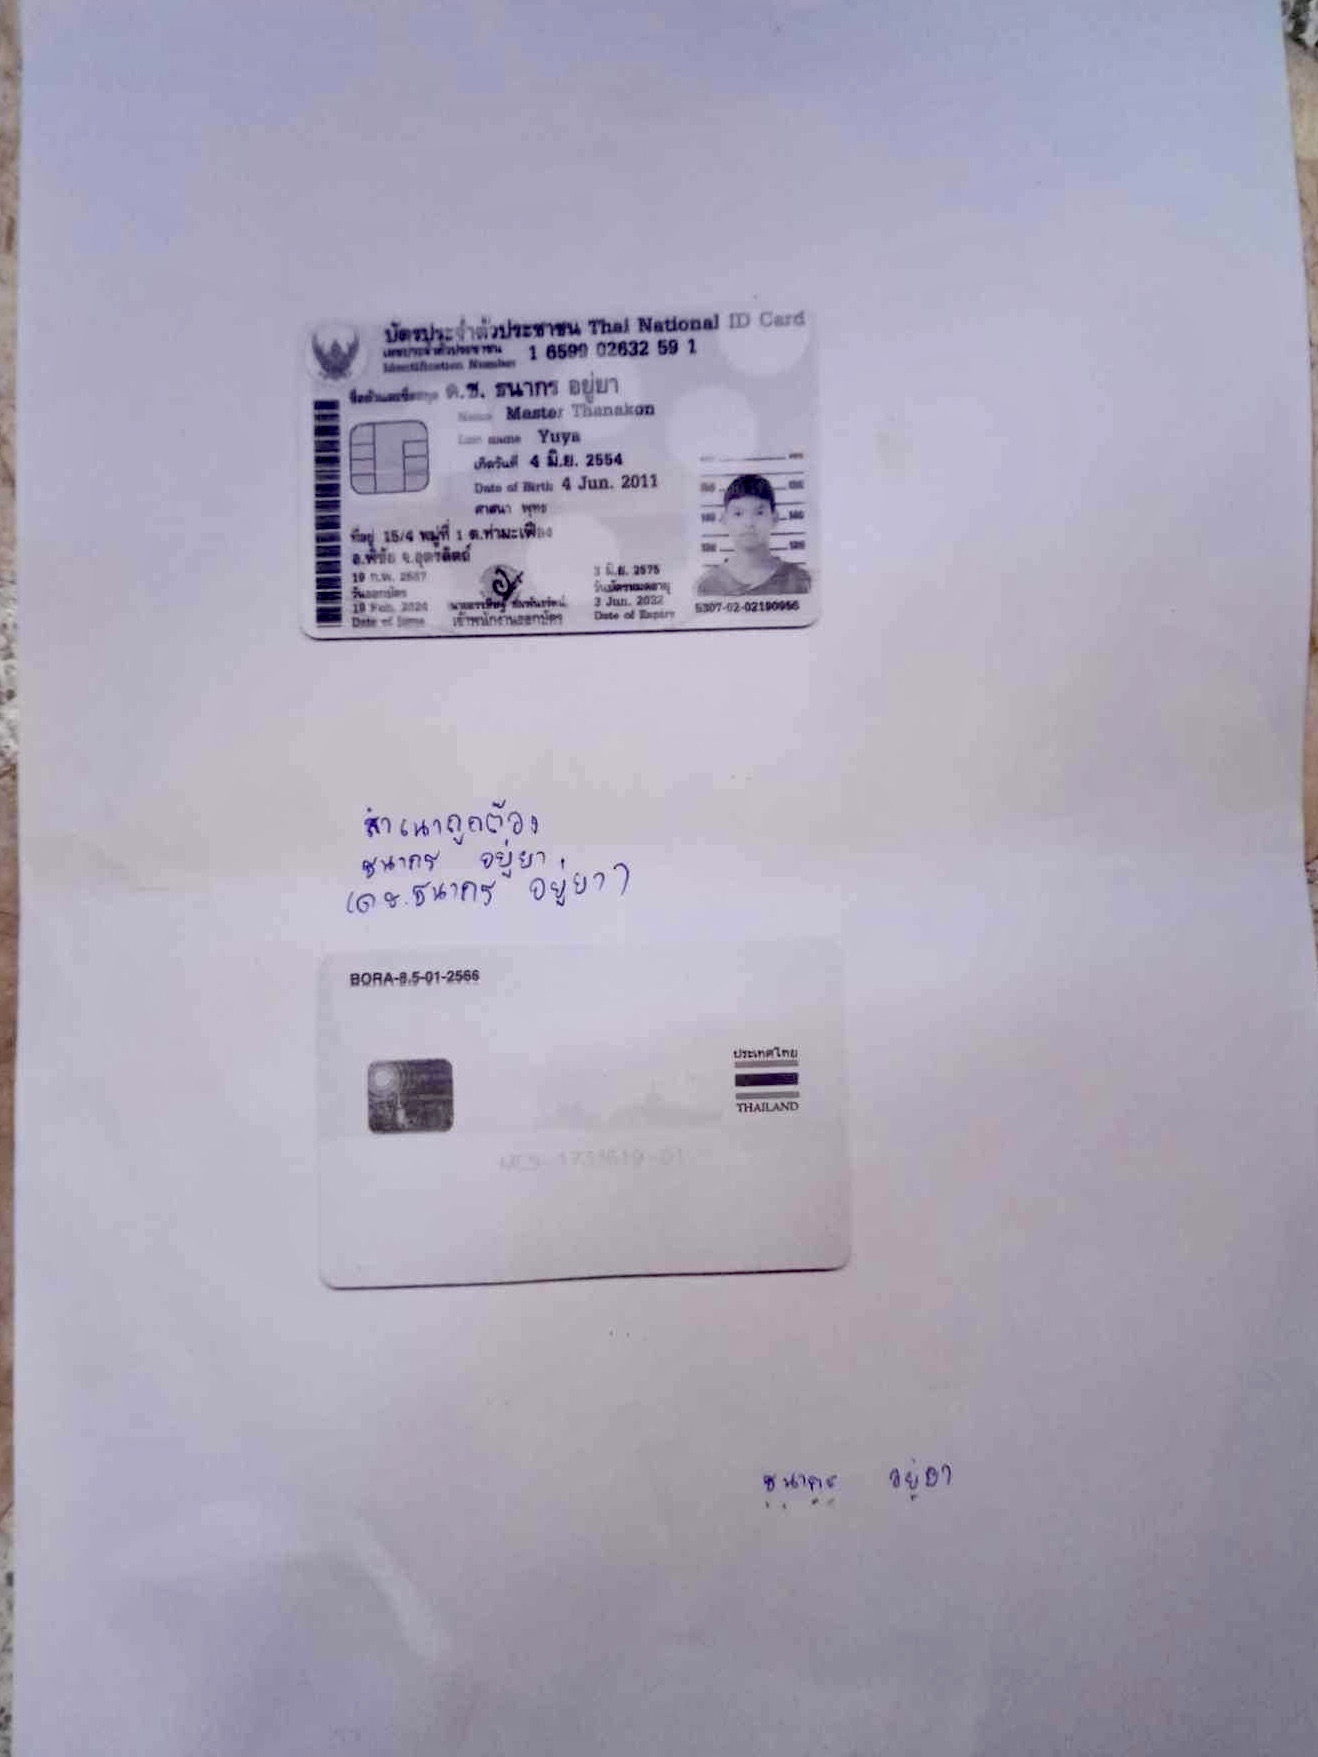 บัตรประจำตัวประชาชน Thai National ID Card
เลขประจำตัวประชาชน 1 6599 02632 59 1
Identification Number
ชื่อตัวและชื่อสกุล ด.ช. ธนากร อยู่ยา
Name Master Thanakon
Last name Yuya
เกิดวันที่ 4 มิ.ย. 2554
Date of Birth 4 Jun. 2011
ศาสนา พุทธ
ที่อยู่ 15/4 หมู่ที่ 1 ต.ท่ามะเฟือง
อ.พิชัย จ.อุตรดิตถ์
19 ก.พ. 2567
วันออกบัตร
19 Feb. 2024
Date of Issue
เจ้าพนักงานออกบัตร
3 มิ.ย. 2575
วันบัตรหมดอายุ
3 Jun. 2032
Date of Expiry
5307-02-02190956
สำเนาถูกต้อง
ธนากร อยู่ยา
(ด.ช.ธนากร อยู่ยา)
BORA-8.5-01-2566
ประเทศไทย
THAILAND
ธนากร อยู่ยา